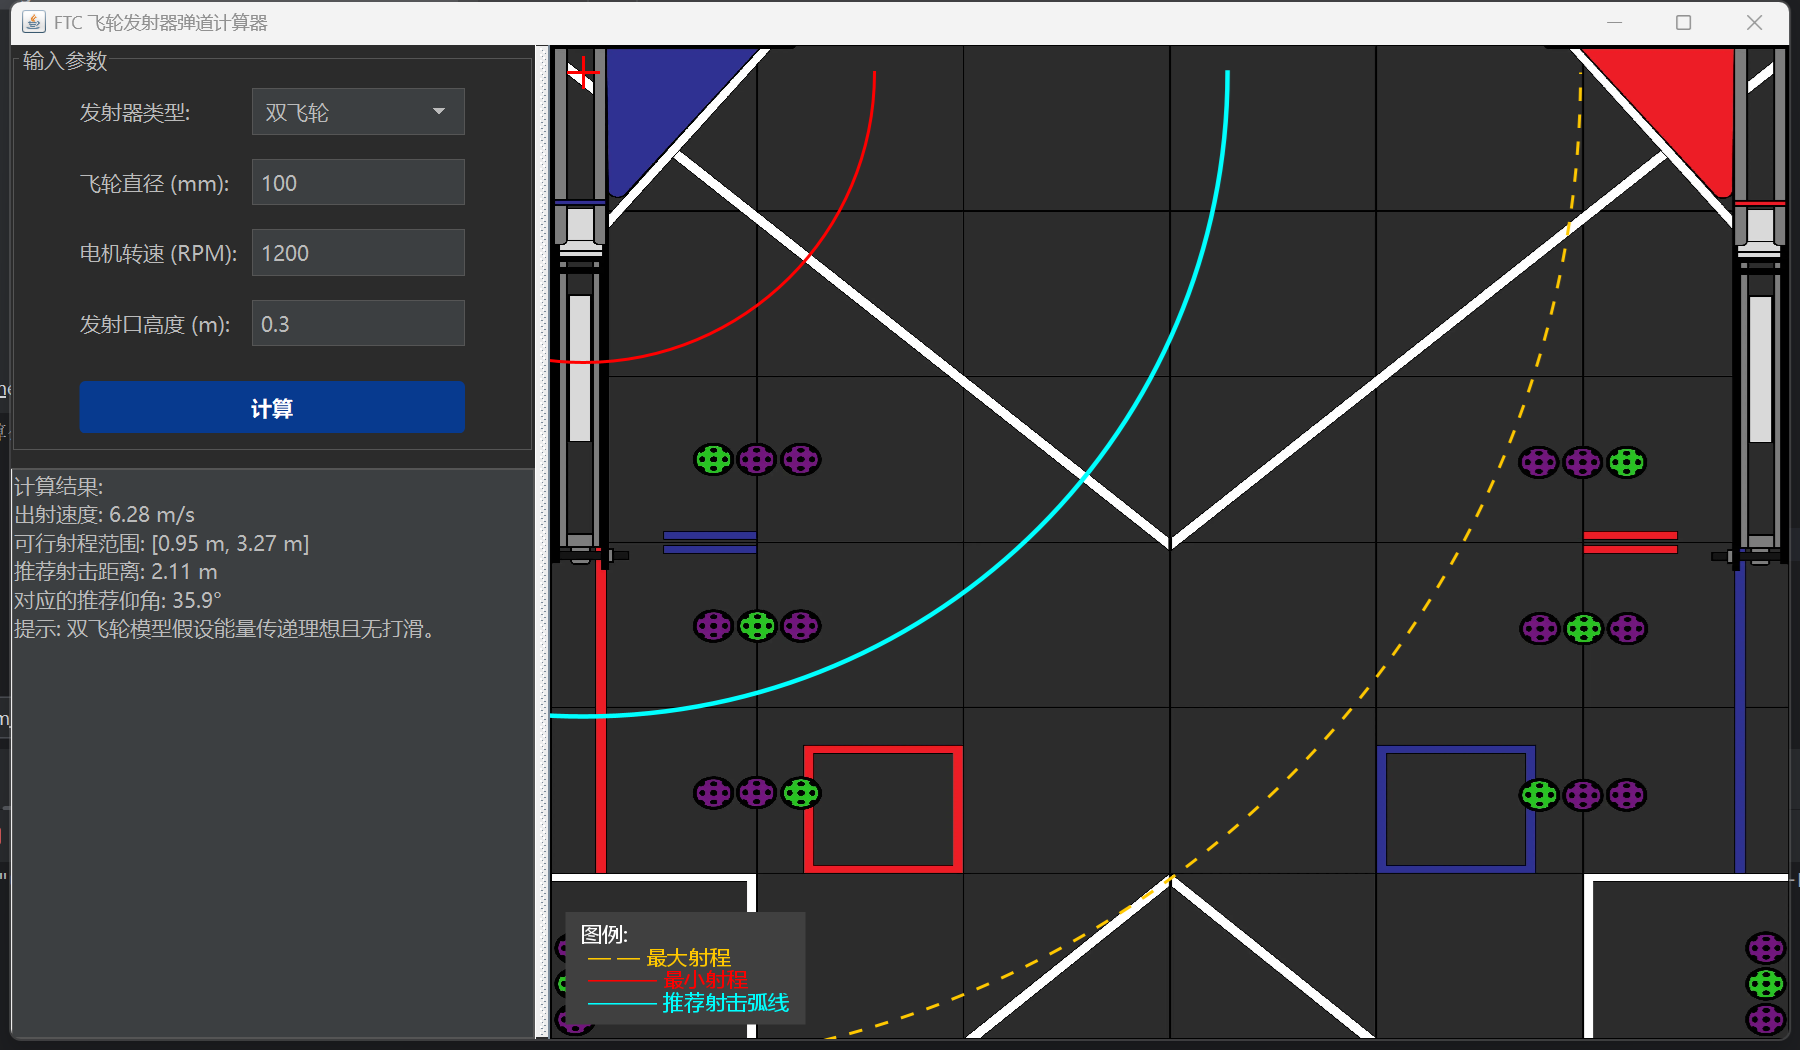 FTC 飞轮发射器弹道计算器
输入参数
发射器类型:
双飞轮
飞轮直径 (mm):
100
电机转速 (RPM):
1200
发射口高度 (m):
0.3
计算
计算结果:
出射速度: 6.28 m/s
可行射程范围: [0.95 m, 3.27 m]
推荐射击距离: 2.11 m
对应的推荐仰角: 35.9°
提示: 双飞轮模型假设能量传递理想且无打滑。
图例:
最大射程
最小射程
推荐射击弧线